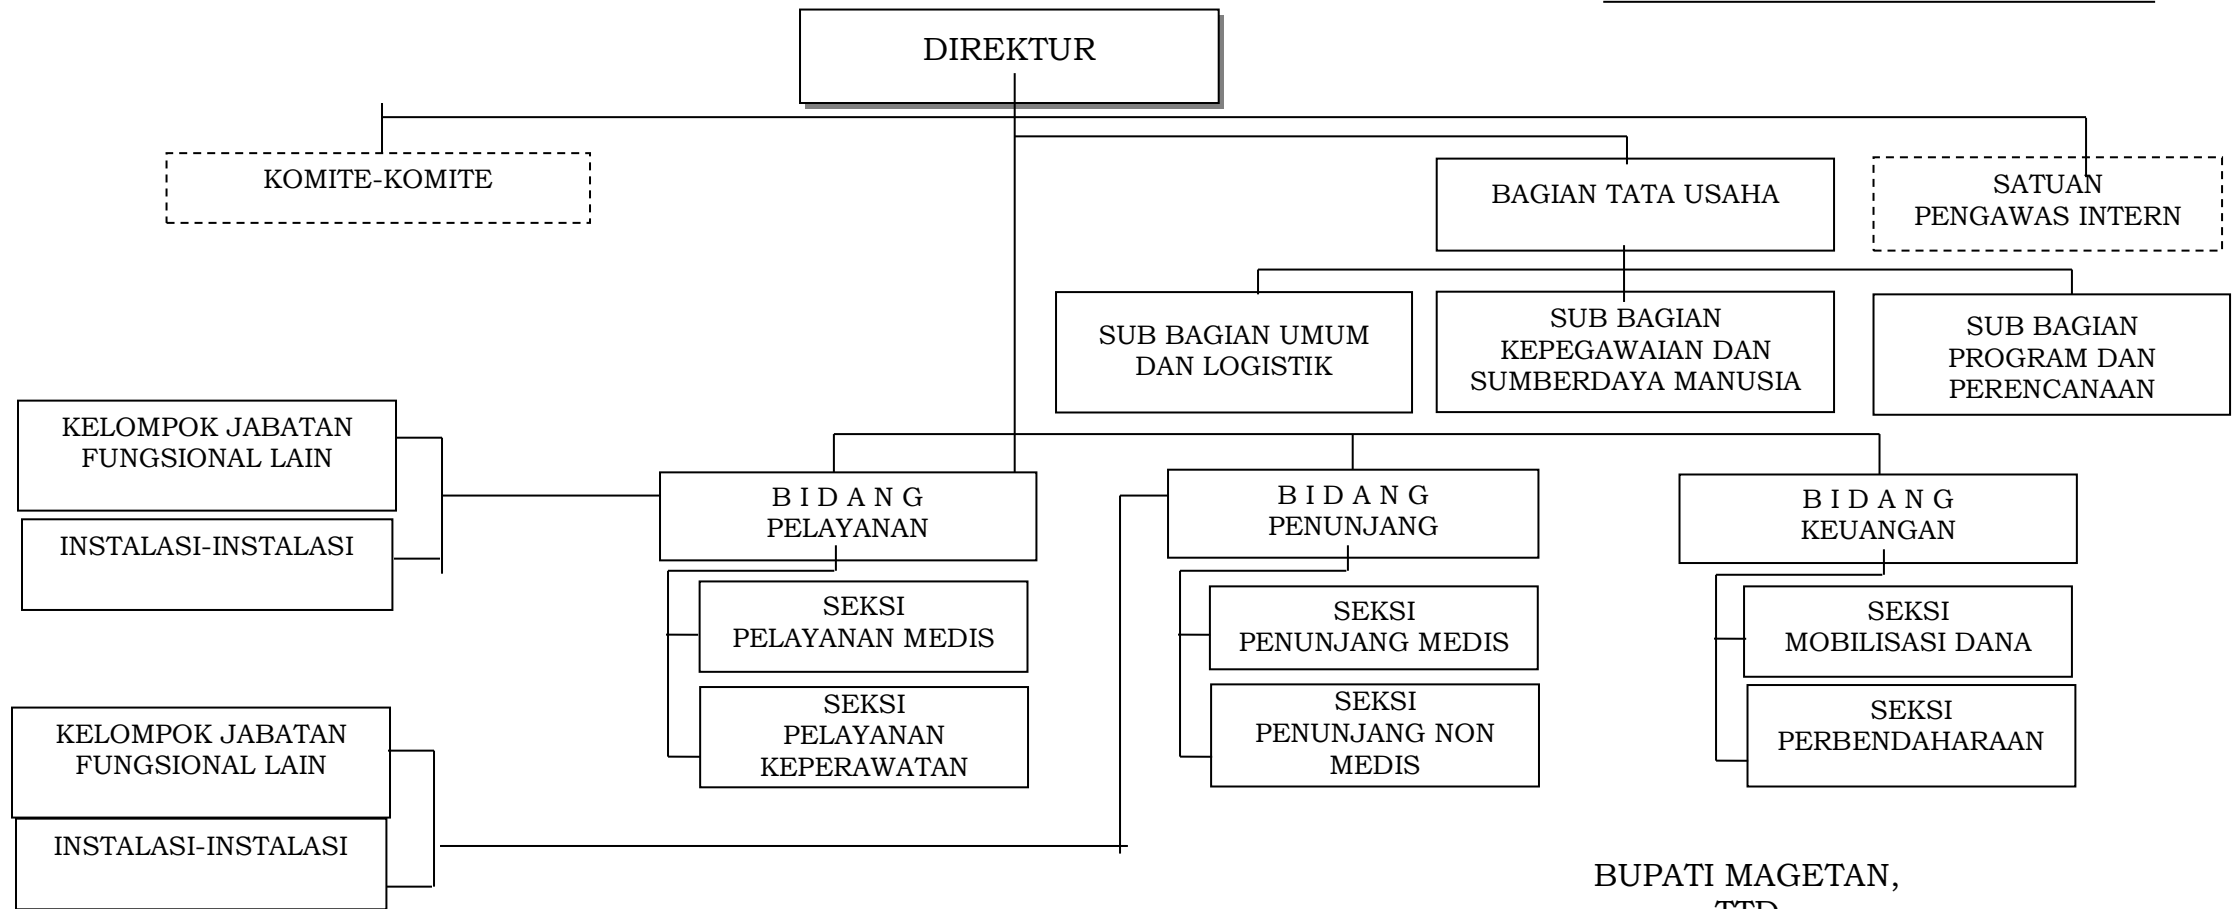 DIREKTUR
KOMITE-KOMITE
BAGIAN TATA USAHA
SATUAN
PENGAWAS INTERN
SUB BAGIAN UMUM
DAN LOGISTIK
SUB BAGIAN
KEPEGAWAIAN DAN
SUMBERDAYA MANUSIA
SUB BAGIAN
PROGRAM DAN
PERENCANAAN
KELOMPOK JABATAN
FUNGSIONAL LAIN
INSTALASI-INSTALASI
B I D A N G
PELAYANAN
B I D A N G
PENUNJANG
B I D A N G
KEUANGAN
SEKSI
PELAYANAN MEDIS
SEKSI
PELAYANAN
KEPERAWATAN
SEKSI
PENUNJANG MEDIS
SEKSI
PENUNJANG NON
MEDIS
SEKSI
MOBILISASI DANA
SEKSI
PERBENDAHARAAN
KELOMPOK JABATAN
FUNGSIONAL LAIN
INSTALASI-INSTALASI
BUPATI MAGETAN,
TTD